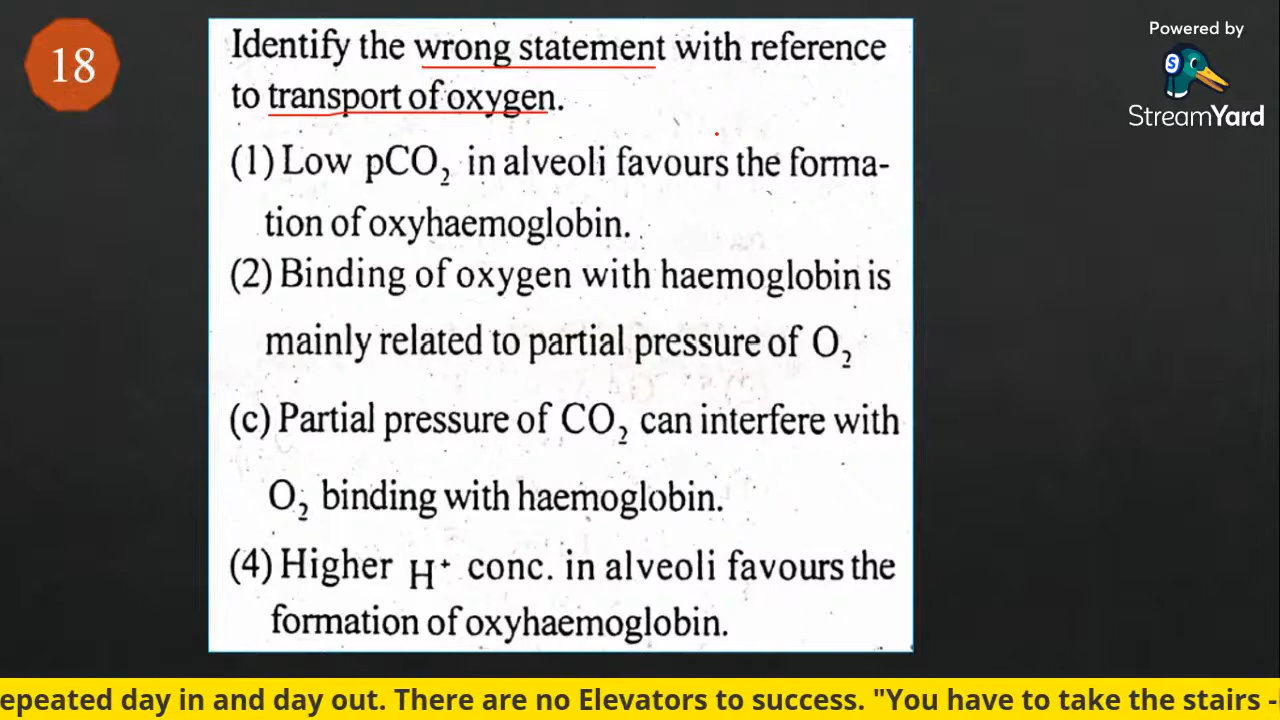 18
Powered by
StreamYard
Identify the wrong statement with reference
to transport of oxygen.
(1) Low pCO₂ in alveoli favours the forma-
tion of oxyhaemoglobin.
(2) Binding of oxygen with haemoglobin is
mainly related to partial pressure of O₂
(c) Partial pressure of CO₂ can interfere with
O₂ binding with haemoglobin.
(4) Higher H⁺ conc. in alveoli favours the
formation of oxyhaemoglobin.
epeated day in and day out. There are no Elevators to success. "You have to take the stairs -